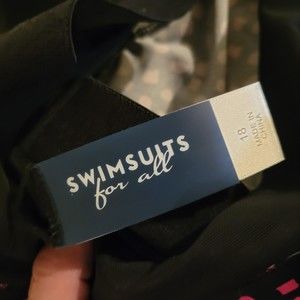 SWIMSUITS
for all
18
MADE IN
CHINA